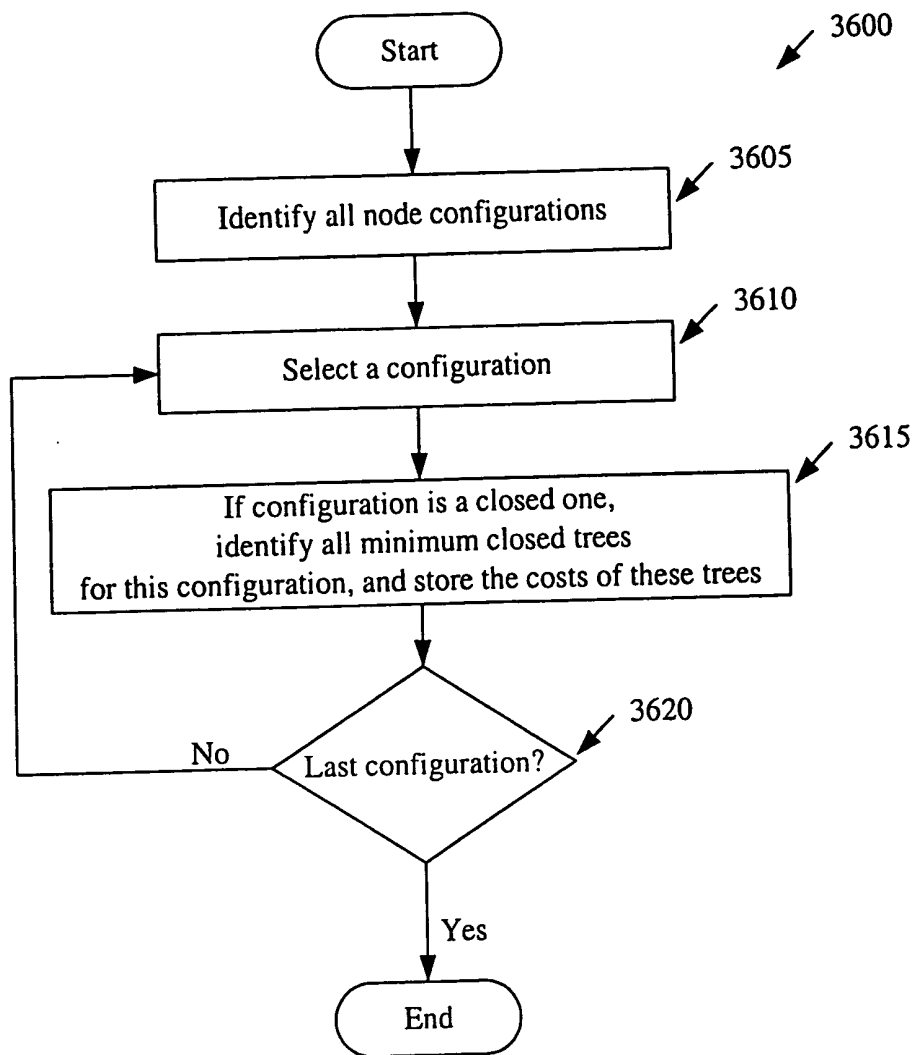 Start
3600
3605
Identify all node configurations
3610
Select a configuration
3615
If configuration is a closed one,
identify all minimum closed trees
for this configuration, and store the costs of these trees
3620
No
Last configuration?
Yes
End